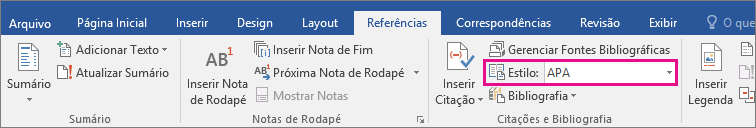 Arquivo Página Inicial Inserir Design Layout Referências Correspondências Revisão Exibir O que
Sumário
Adicionar Texto
Atualizar Sumário
Sumário
AB1
Inserir Nota de Rodapé
Inserir Nota de Fim
Próxima Nota de Rodapé
Mostrar Notas
Notas de Rodapé
Inserir Citação
Gerenciar Fontes Bibliográficas
Estilo: APA
Bibliografia
Citações e Bibliografia
Inserir Legenda